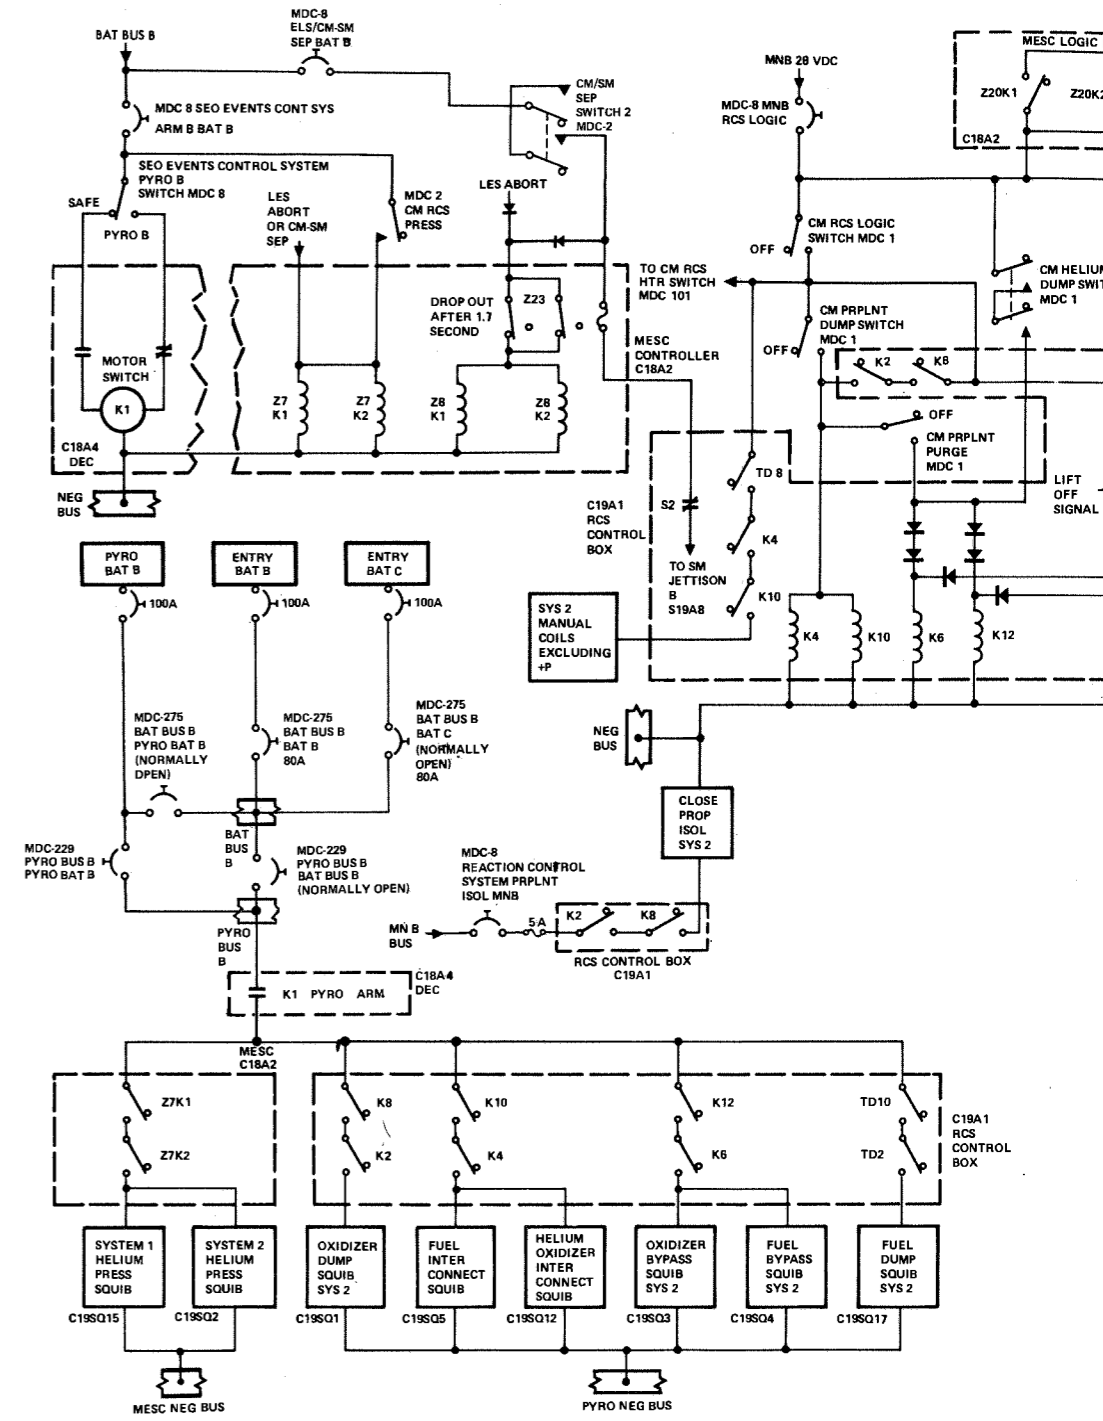 BAT BUS B
MDC-8
ELS/CM-SM
SEP BAT B
MDC 8 SEO EVENTS CONT SYS
ARM B BAT B
SEO EVENTS CONTROL SYSTEM
PYRO B
SWITCH MDC 8
SAFE
PYRO B
LES
ABORT
OR CM-SM
SEP
MDC 2
CM RCS
PRESS
CM/SM
SEP
SWITCH 2
MDC-2
LES ABORT
MNB 28 VDC
MDC-8 MNB
RCS LOGIC
MESC LOGIC
Z20K1
Z20K2
C18A2
CM RCS LOGIC
SWITCH MDC 1
OFF
TO CM RCS
HTR SWITCH
MDC 101
CM HELIUM
DUMP SWIT
MDC 1
DROP OUT
AFTER 1.7
SECOND
Z23
MESC
CONTROLLER
C18A2
CM PRPLNT
DUMP SWITCH
MDC 1
OFF
K2
K8
OFF
CM PRPLNT
PURGE
MDC 1
MOTOR
SWITCH
K1
Z7
K1
Z7
K2
Z8
K1
Z8
K2
C18A4
DEC
NEG
BUS
C19A1
RCS
CONTROL
BOX
S2
TO SM
JETTISON
B
S19A8
TD 8
K4
K10
LIFT
OFF
SIGNAL
PYRO
BAT B
ENTRY
BAT B
ENTRY
BAT C
100A
100A
100A
SYS 2
MANUAL
COILS
EXCLUDING
+P
K4
K10
K6
K12
MDC-275
BAT BUS B
PYRO BAT B
(NORMALLY
OPEN)
MDC-275
BAT BUS B
BAT B
80A
MDC-275
BAT BUS B
BAT C
(NORMALLY
OPEN)
80A
NEG
BUS
CLOSE
PROP
ISOL
SYS 2
BAT
BUS
B
MDC-229
PYRO BUS B
PYRO BAT B
MDC-229
PYRO BUS B
BAT BUS B
(NORMALLY OPEN)
MDC-8
REACTION CONTROL
SYSTEM PRPLNT
ISOL MNB
MN B
BUS
5 A
K2
K8
RCS CONTROL BOX
C19A1
PYRO
BUS
B
K1 PYRO ARM
C18A4
DEC
MESC
C18A2
Z7K1
Z7K2
K8
K2
K10
K4
K12
K6
TD10
TD2
C19A1
RCS
CONTROL
BOX
SYSTEM 1
HELIUM
PRESS
SQUIB
SYSTEM 2
HELIUM
PRESS
SQUIB
OXIDIZER
DUMP
SQUIB
SYS 2
FUEL
INTER
CONNECT
SQUIB
HELIUM
OXIDIZER
INTER
CONNECT
SQUIB
OXIDIZER
BYPASS
SQUIB
SYS 2
FUEL
BYPASS
SQUIB
SYS 2
FUEL
DUMP
SQUIB
SYS 2
C19SQ15
C19SQ2
C19SQ1
C19SQ5
C19SQ12
C19SQ3
C19SQ4
C19SQ17
MESC NEG BUS
PYRO NEG BUS